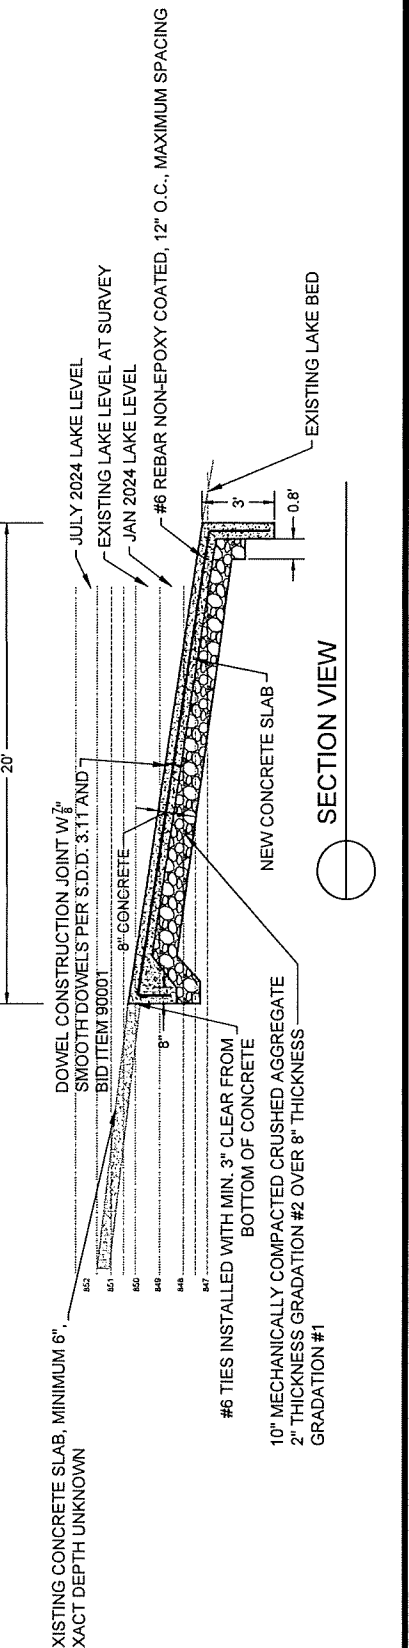 XISTING CONCRETE SLAB, MINIMUM 6",
XACT DEPTH UNKNOWN
20'
DOWEL CONSTRUCTION JOINT W 7/8"
SMOOTH DOWELS PER S.D.D. 3.11 AND
BID ITEM 90001
8" CONCRETE
JULY 2024 LAKE LEVEL
EXISTING LAKE LEVEL AT SURVEY
JAN 2024 LAKE LEVEL
#6 REBAR NON-EPOXY COATED, 12" O.C., MAXIMUM SPACING
852
851
850
849
848
847
8"
3'
0.8'
EXISTING LAKE BED
#6 TIES INSTALLED WITH MIN. 3" CLEAR FROM
BOTTOM OF CONCRETE
NEW CONCRETE SLAB
10" MECHANICALLY COMPACTED CRUSHED AGGREGATE
2" THICKNESS GRADATION #2 OVER 8" THICKNESS
GRADATION #1
SECTION VIEW